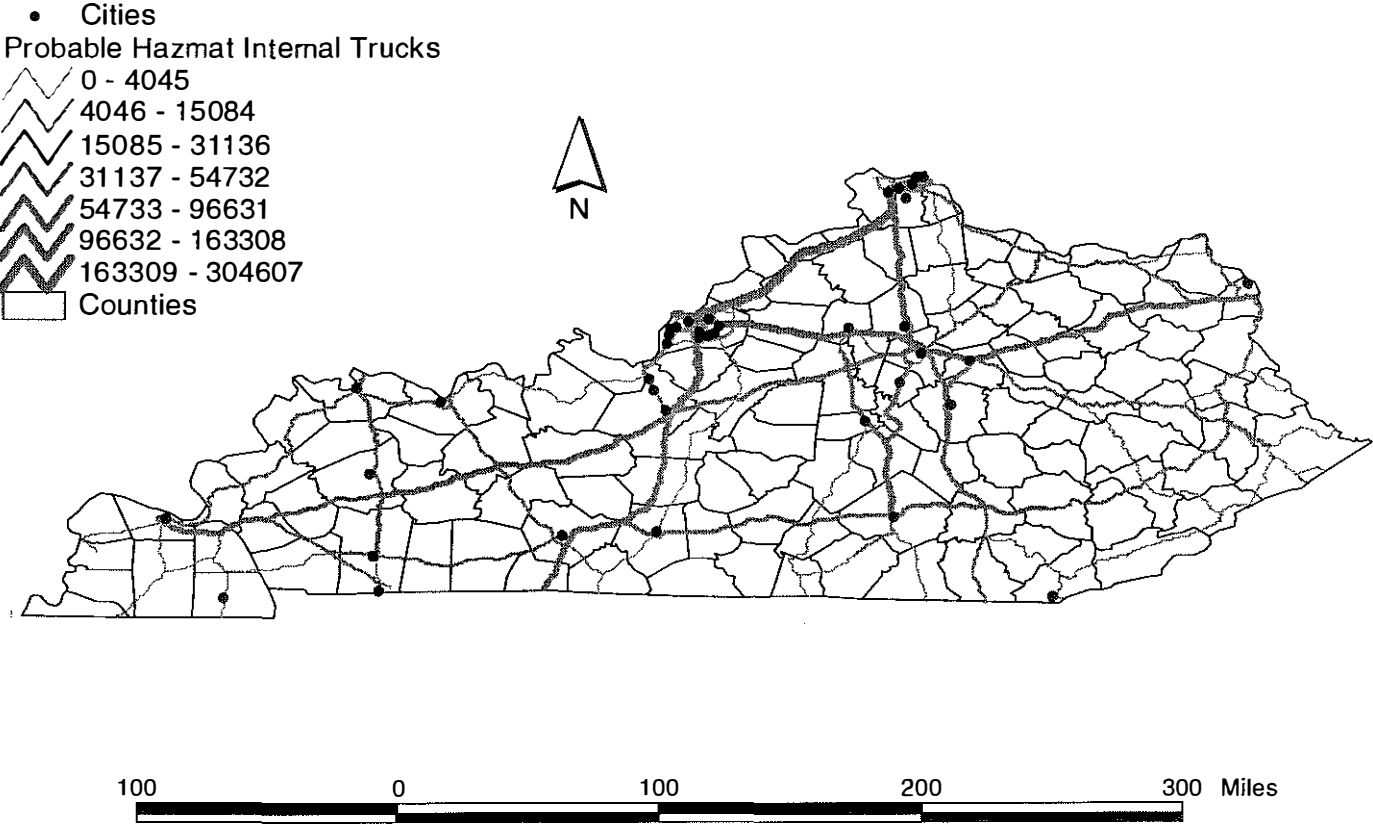 Cities
Probable Hazmat Internal Trucks
0 - 4045
4046 - 15084
15085 - 31136
31137 - 54732
54733 - 96631
96632 - 163308
163309 - 304607
Counties
N
100 0 100 200 300 Miles